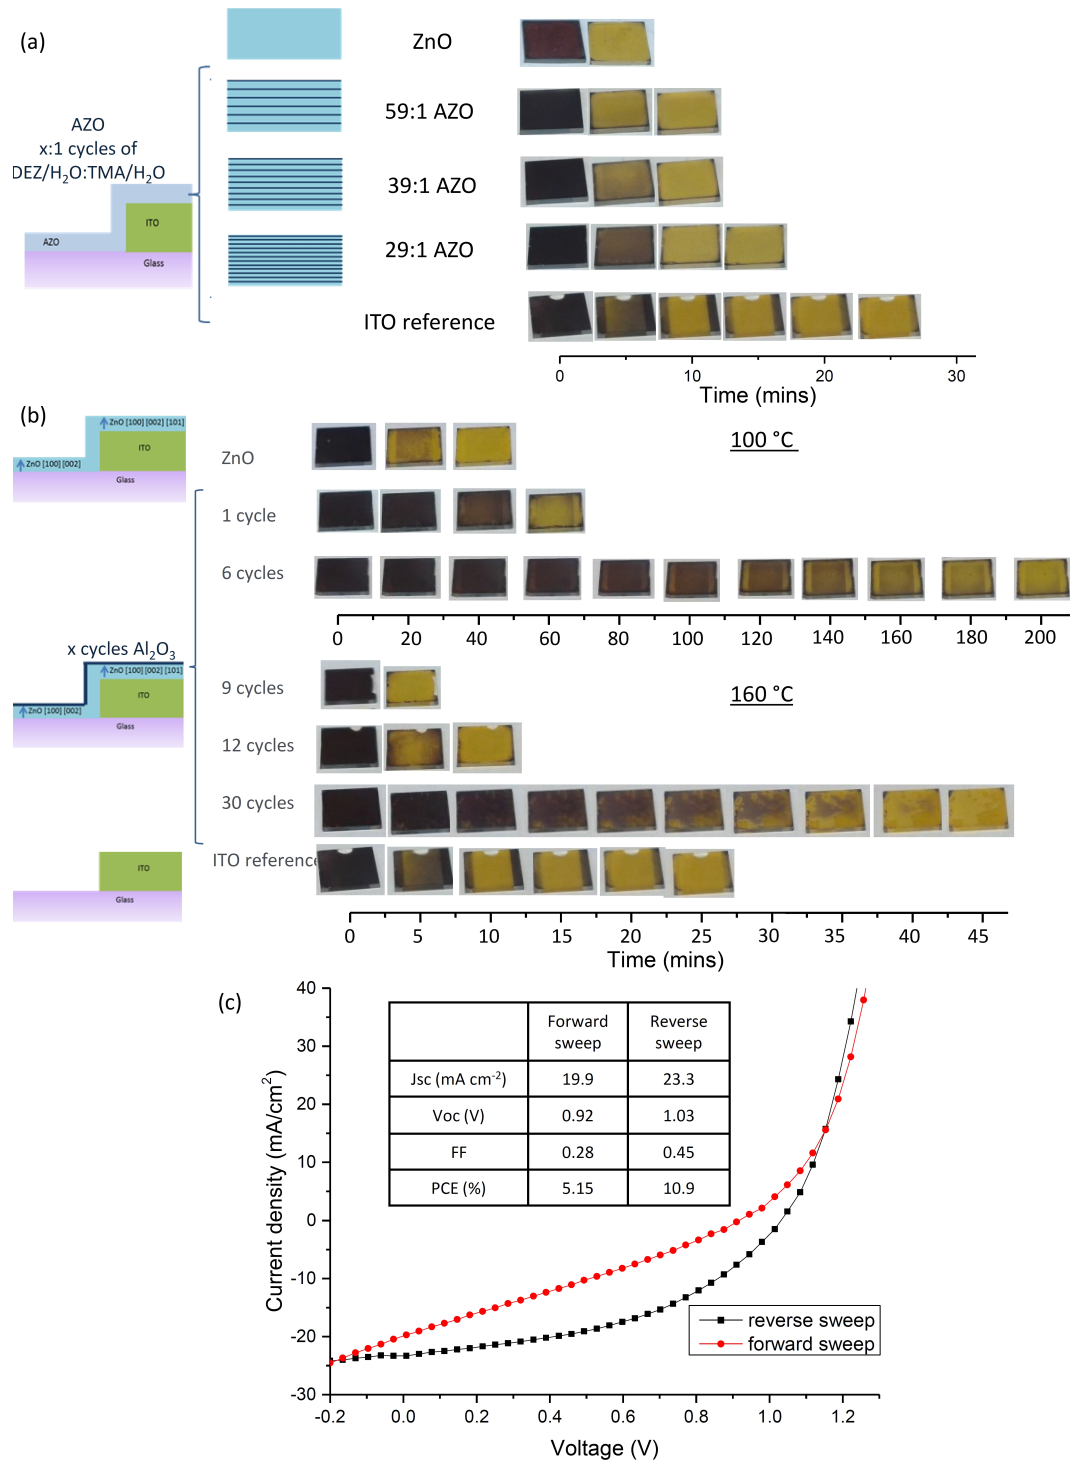 (a)
ZnO
59:1 AZO
39:1 AZO
29:1 AZO
ITO reference
AZO
x:1 cycles of
DEZ/H2O:TMA/H2O
ITO
AZO
Glass
0 10 20 30
Time (mins)
(b)
100 °C
ZnO [100] [002] [101]
ITO
ZnO [100] [002]
Glass
ZnO
1 cycle
6 cycles
0 20 40 60 80 100 120 140 160 180 200
x cycles Al2O3
ZnO [100] [002] [101]
ITO
ZnO [100] [002]
Glass
160 °C
9 cycles
12 cycles
30 cycles
ITO reference
ITO
Glass
0 5 10 15 20 25 30 35 40 45
Time (mins)
(c)
Forward sweep Reverse sweep
Jsc (mA cm-2) 19.9 23.3
Voc (V) 0.92 1.03
FF 0.28 0.45
PCE (%) 5.15 10.9
40
30
20
10
0
-10
-20
-30
Current density (mA/cm2)
reverse sweep
forward sweep
-0.2 0.0 0.2 0.4 0.6 0.8 1.0 1.2
Voltage (V)